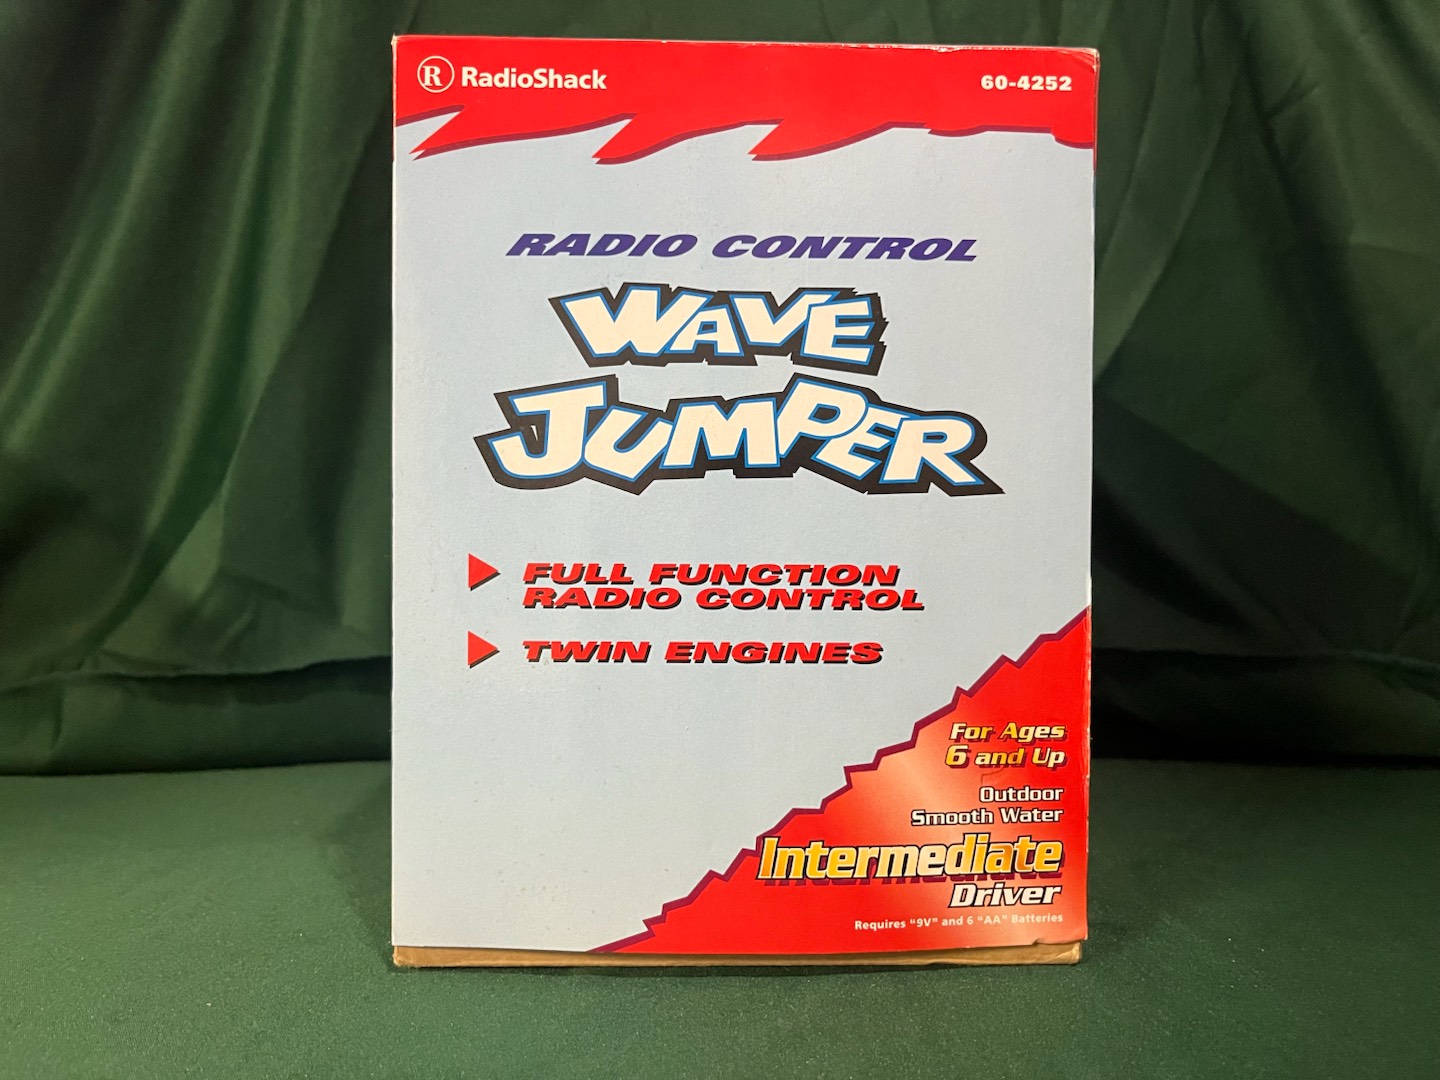 R RadioShack
60-4252
RADIO CONTROL
WAVE
JUMPER
FULL FUNCTION
RADIO CONTROL
TWIN ENGINES
For Ages
6 and Up
Outdoor
Smooth Water
Intermediate
Driver
Requires "9V" and 6 "AA" Batteries